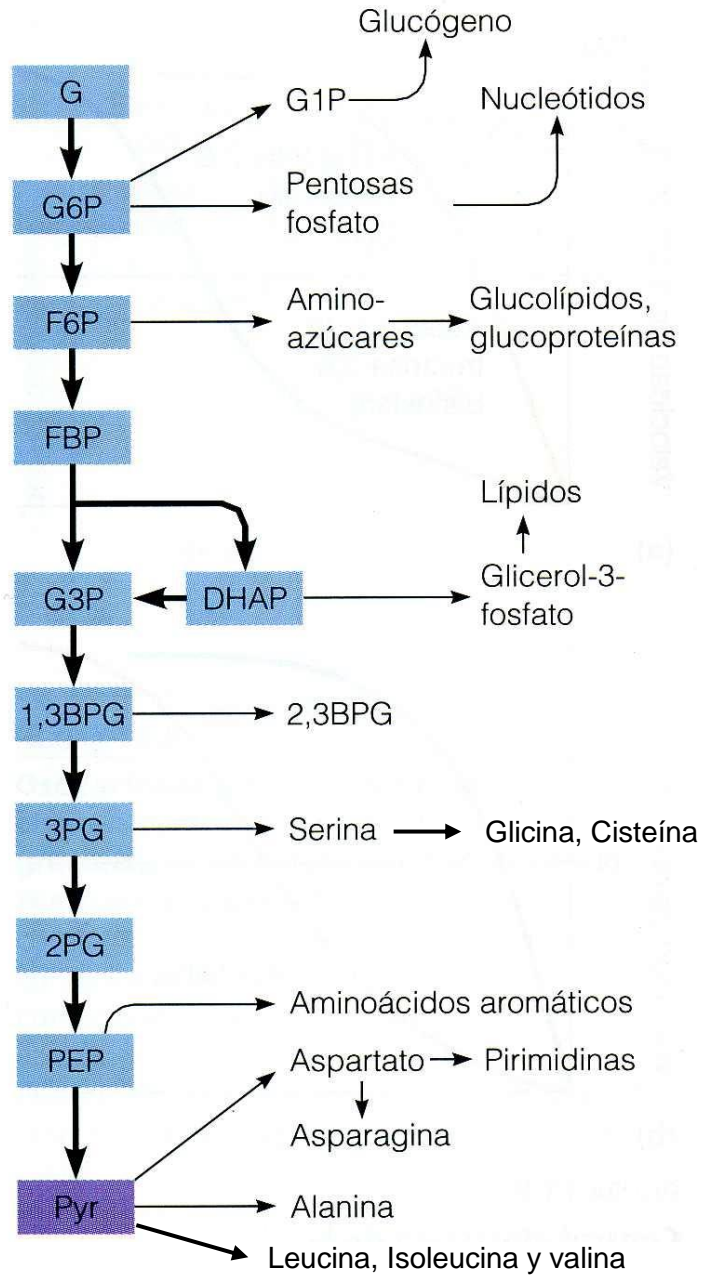 Glucógeno
G
G1P
Nucleótidos
G6P
Pentosas
fosfato
F6P
Amino-
azúcares
Glucolípidos,
glucoproteínas
FBP
Lípidos
G3P
DHAP
Glicerol-3-
fosfato
1,3BPG
2,3BPG
3PG
Serina
Glicina, Cisteína
2PG
Aminoácidos aromáticos
PEP
Aspartato
Pirimidinas
Asparagina
Pyr
Alanina
Leucina, Isoleucina y valina